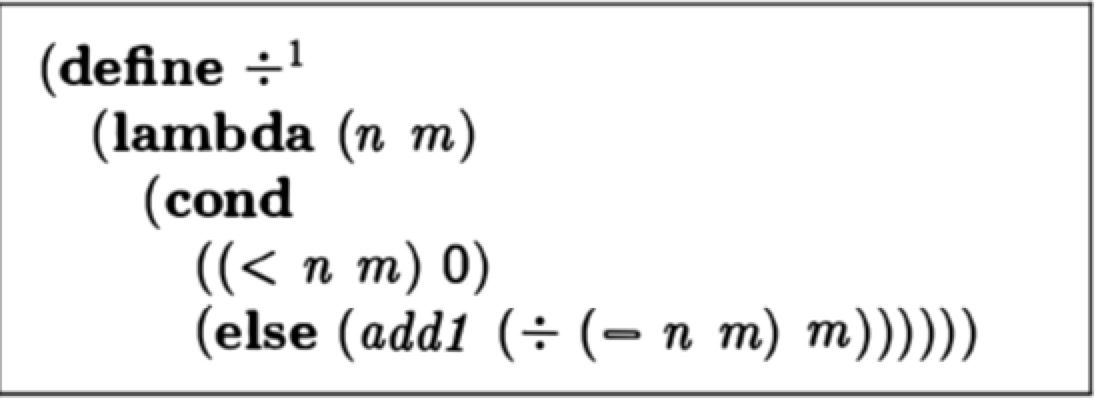 (define ÷¹
(lambda (n m)
(cond
((< n m) 0)
(else (add1 (÷ (- n m) m))))))